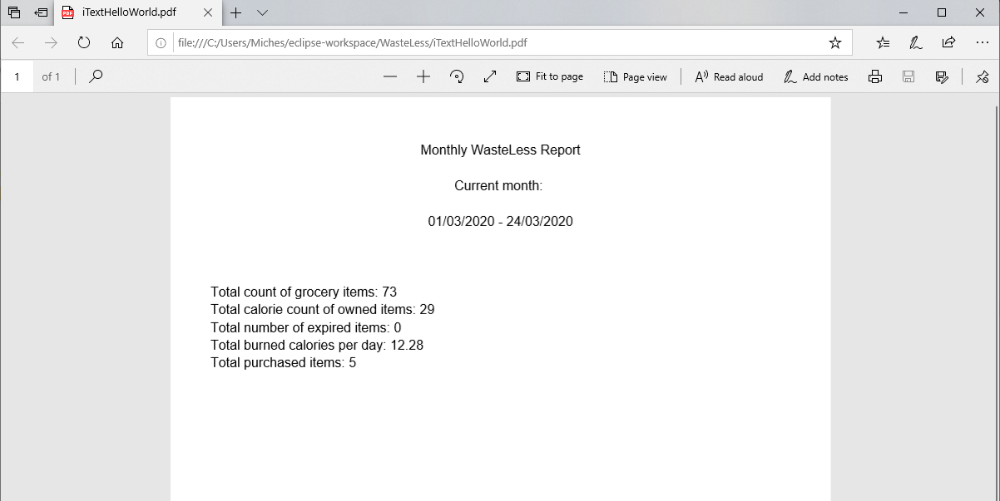 iTextHelloWorld.pdf
file:///C:/Users/Miches/eclipse-workspace/WasteLess/iTextHelloWorld.pdf
1 of 1 Fit to page Page view Read aloud Add notes
Monthly WasteLess Report
Current month:
01/03/2020 - 24/03/2020
Total count of grocery items: 73
Total calorie count of owned items: 29
Total number of expired items: 0
Total burned calories per day: 12.28
Total purchased items: 5